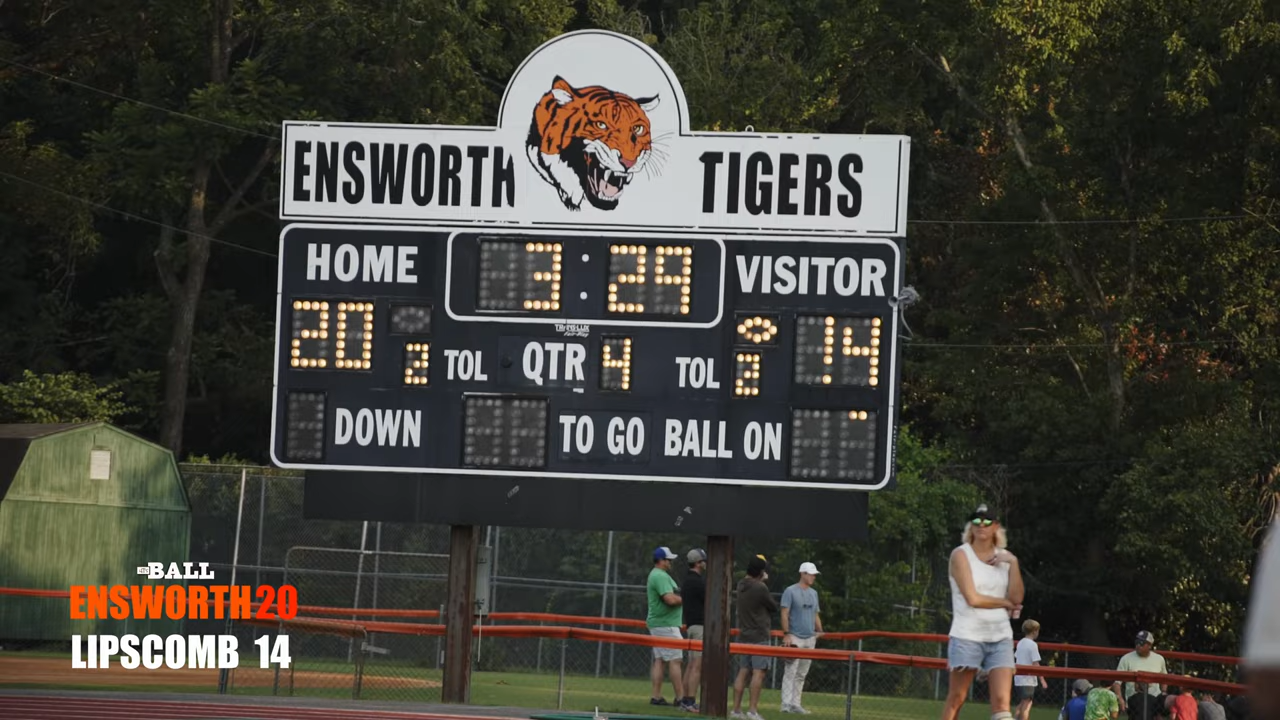 ENSWORTH TIGERS
HOME 3:29 VISITOR
20 14
2 TOL QTR 4 TOL 2
DOWN TO GO BALL ON
BALL
ENSWORTH 20
LIPSCOMB 14